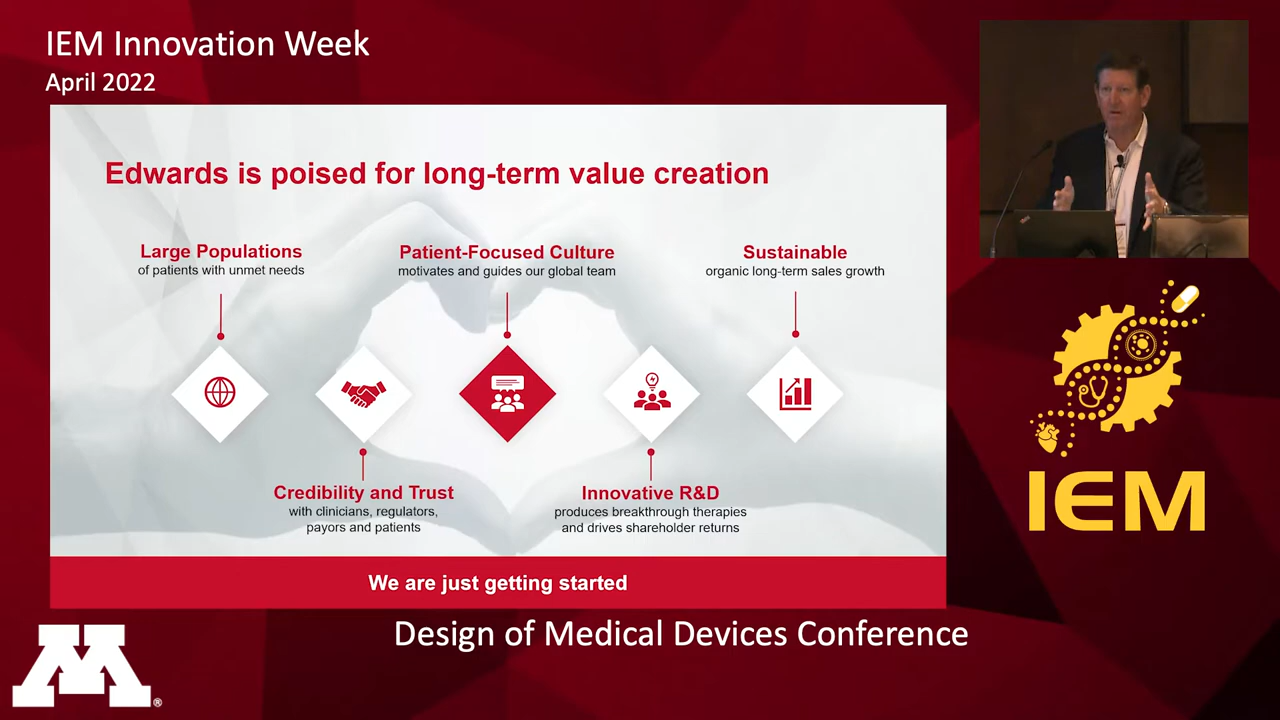 IEM Innovation Week
April 2022
Edwards is poised for long-term value creation
Large Populations
of patients with unmet needs
Patient-Focused Culture
motivates and guides our global team
Sustainable
organic long-term sales growth
Credibility and Trust
with clinicians, regulators,
payors and patients
Innovative R&D
produces breakthrough therapies
and drives shareholder returns
We are just getting started
IEM
Design of Medical Devices Conference
M®